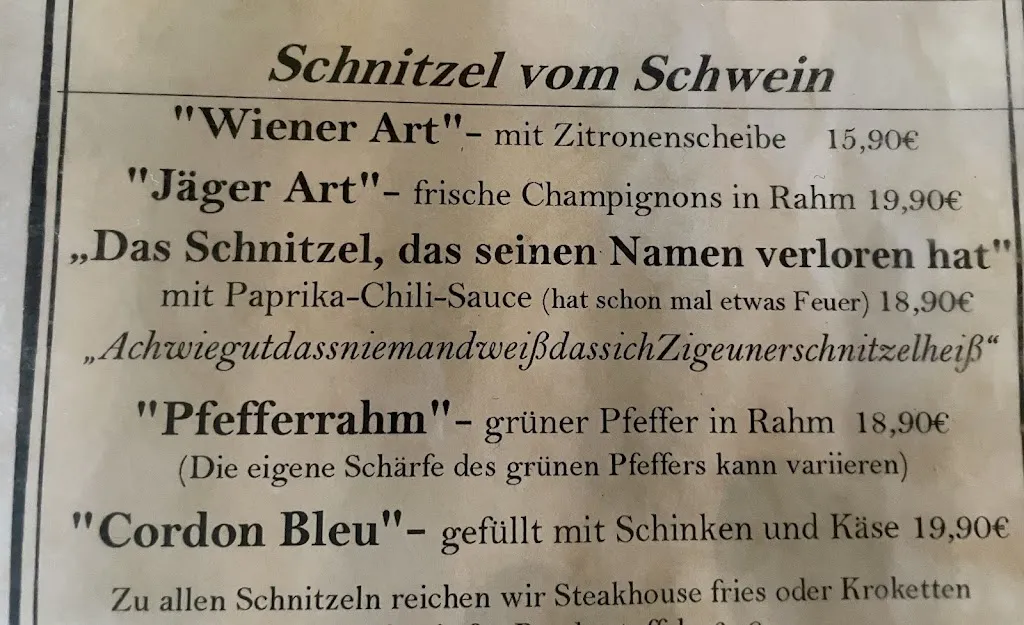 Schnitzel vom Schwein
"Wiener Art"- mit Zitronenscheibe 15,90€
"Jäger Art"- frische Champignons in Rahm 19,90€
„Das Schnitzel, das seinen Namen verloren hat"
mit Paprika-Chili-Sauce (hat schon mal etwas Feuer) 18,90€
„AchwiegutdassniemandweißdassichZigeunerschnitzelheiß“
"Pfefferrahm"- grüner Pfeffer in Rahm 18,90€
(Die eigene Schärfe des grünen Pfeffers kann variieren)
"Cordon Bleu"- gefüllt mit Schinken und Käse 19,90€
Zu allen Schnitzeln reichen wir Steakhouse fries oder Kroketten